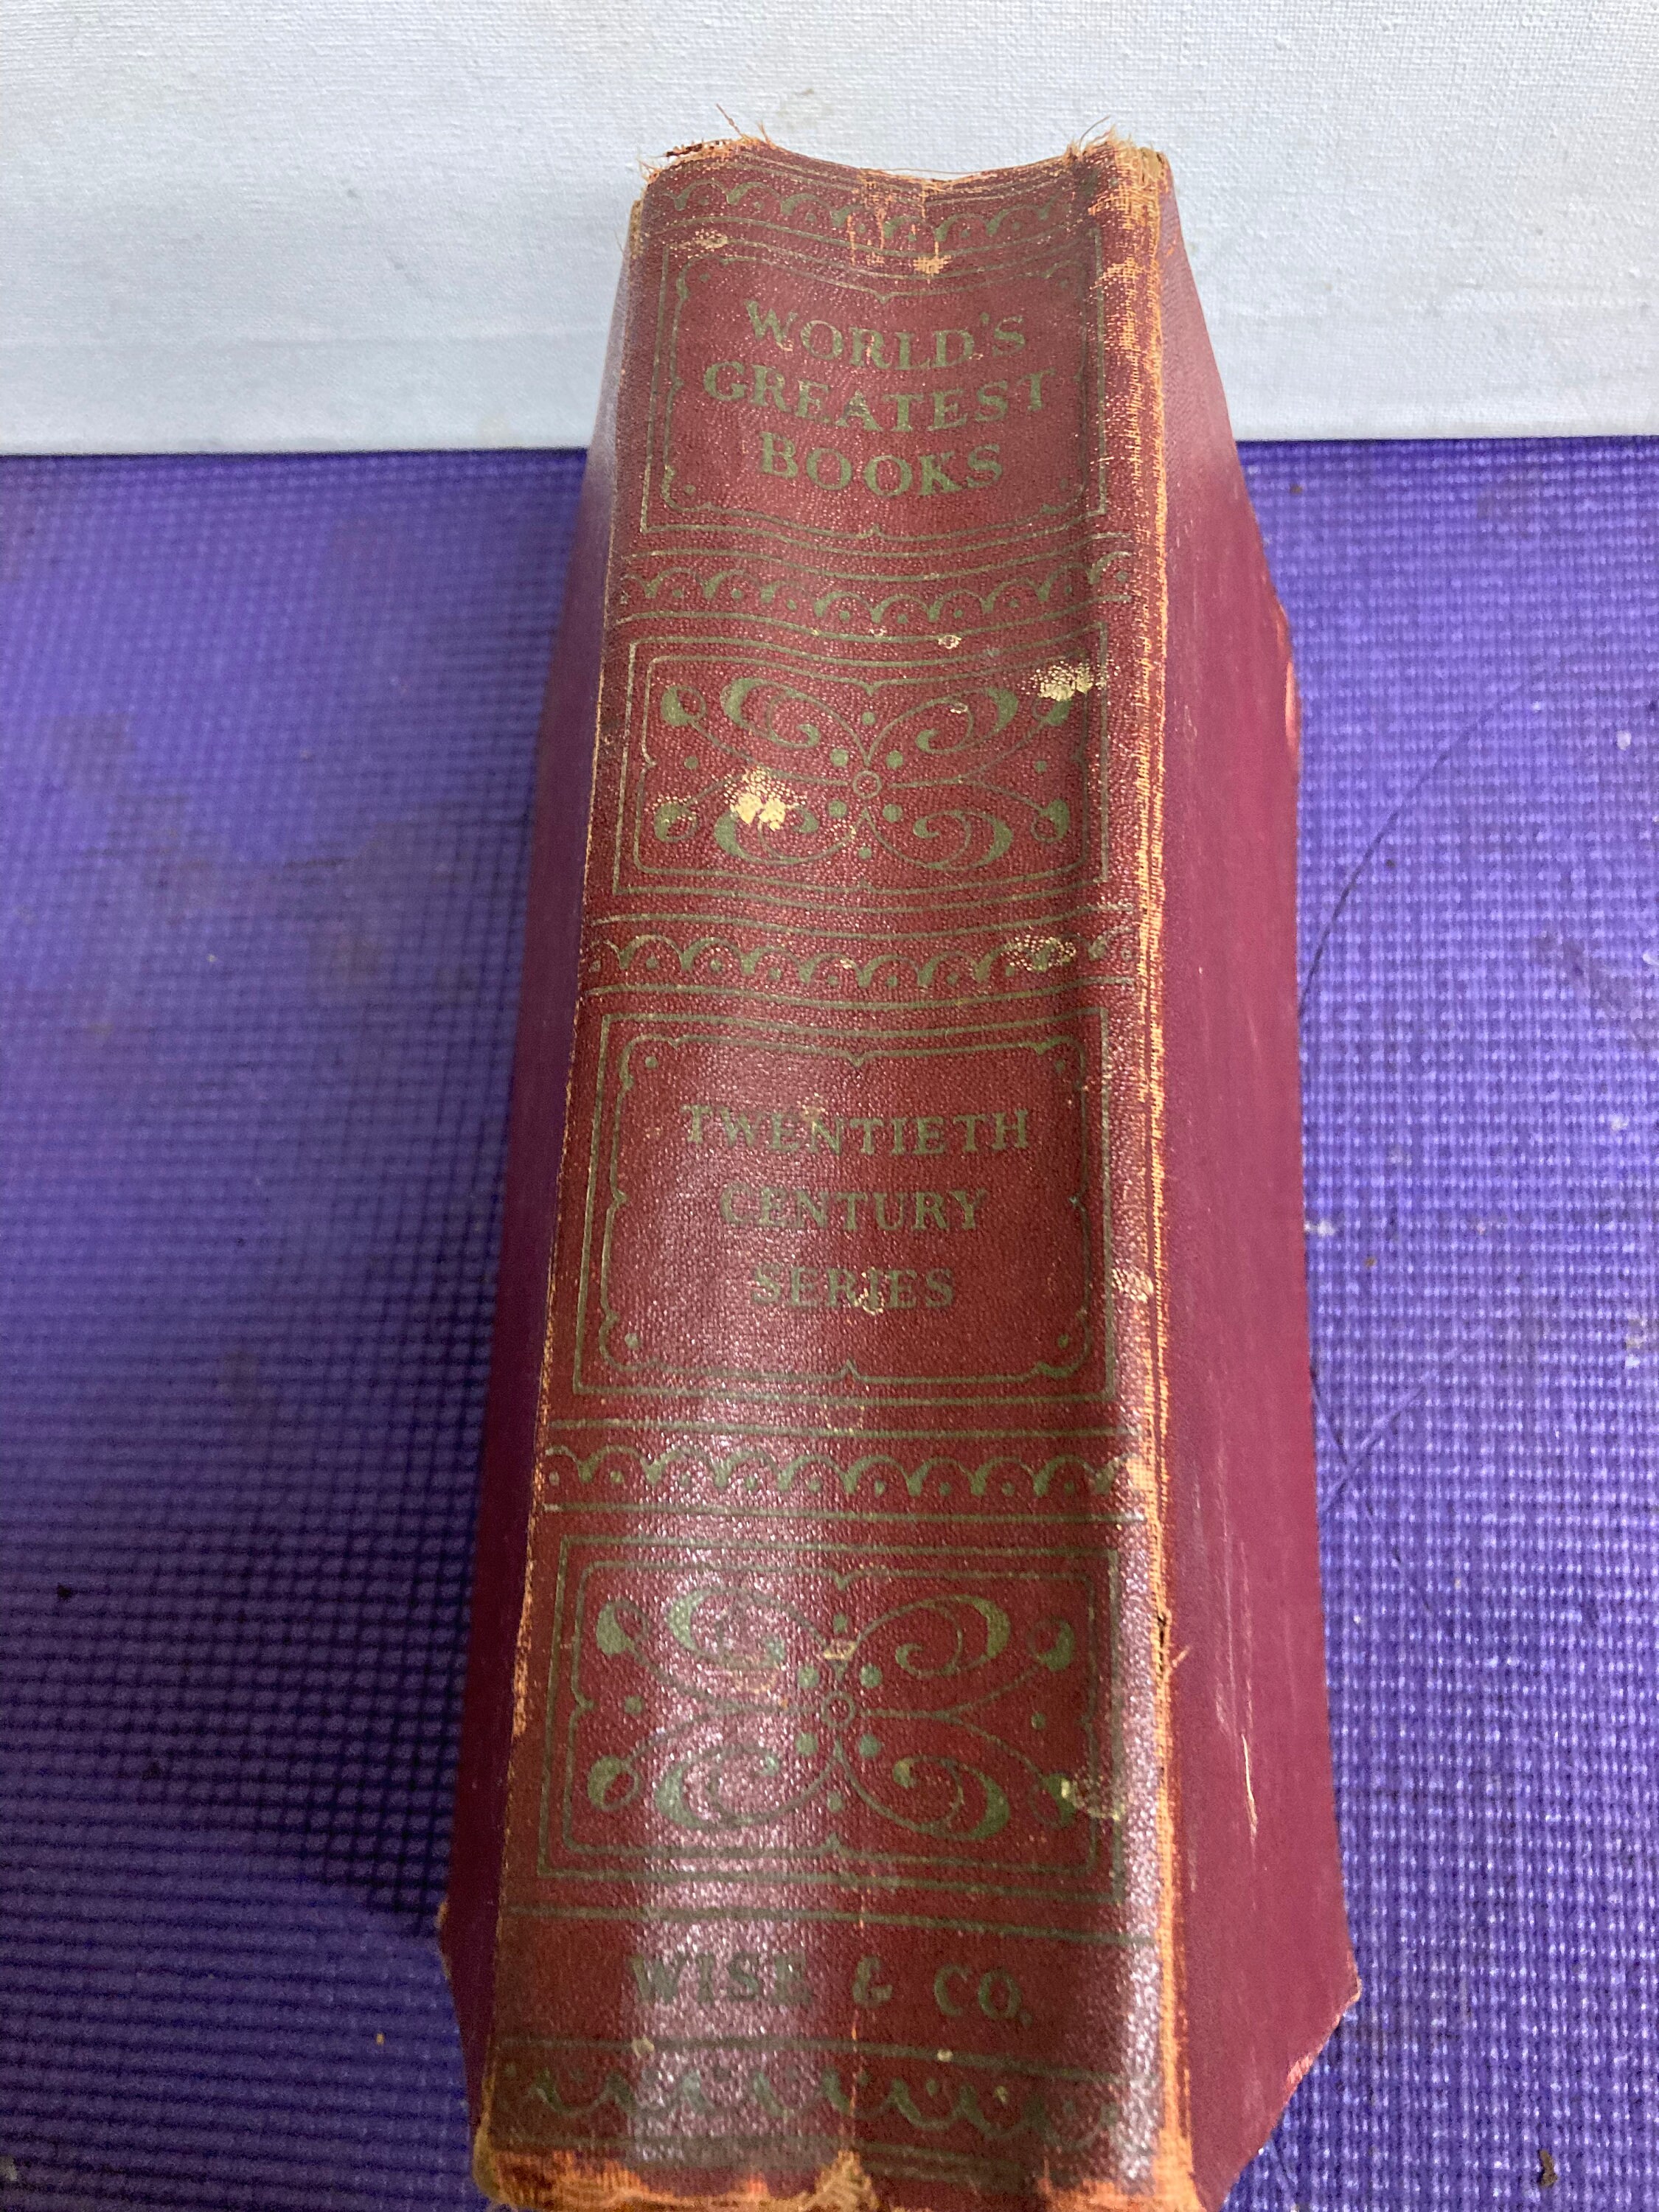 WORLD'S
GREATEST
BOOKS
TWENTIETH
CENTURY
SERIES
WISE & CO.